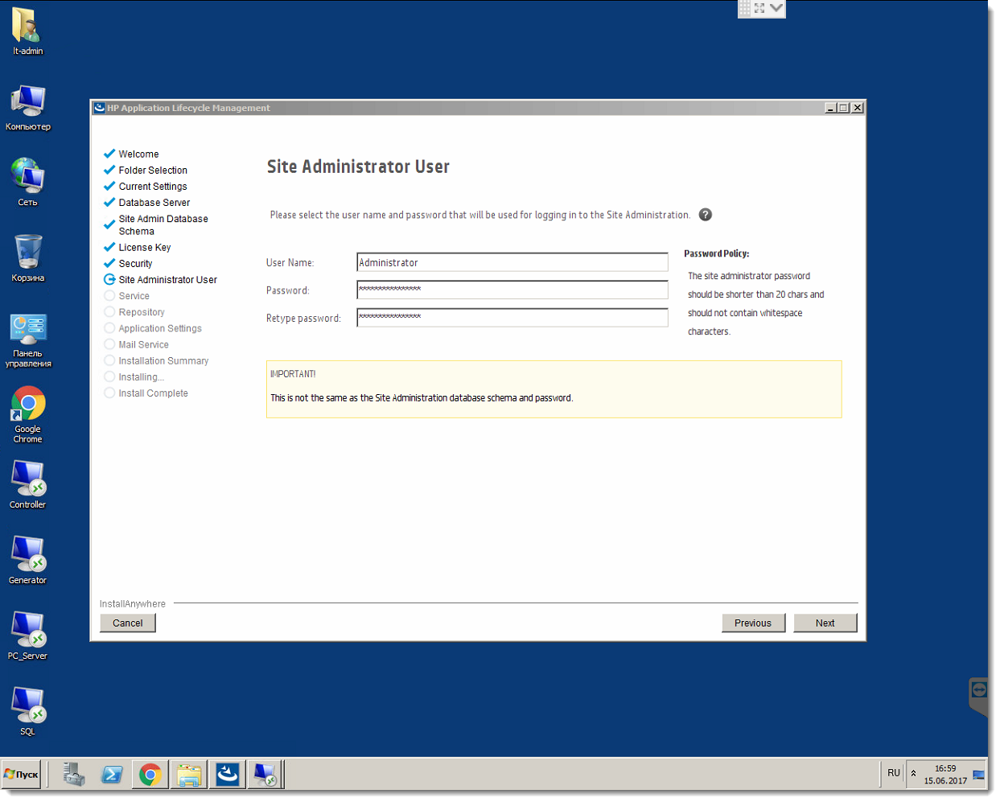 lt-admin
Компьютер
Сеть
Корзина
Панель
управления
Google
Chrome
Controller
Generator
PC_Server
SQL
HP Application Lifecycle Management
Welcome
Folder Selection
Current Settings
Database Server
Site Admin Database
Schema
License Key
Security
Site Administrator User
Service
Repository
Application Settings
Mail Service
Installation Summary
Installing...
Install Complete
Site Administrator User
Please select the user name and password that will be used for logging in to the Site Administration. ?
User Name: Administrator
Password: ****************
Retype password: ****************
Password Policy:
The site administrator password
should be shorter than 20 chars and
should not contain whitespace
characters.
IMPORTANT!
This is not the same as the Site Administration database schema and password.
InstallAnywhere
Cancel
Previous
Next
Пуск
RU
16:59
15.06.2017